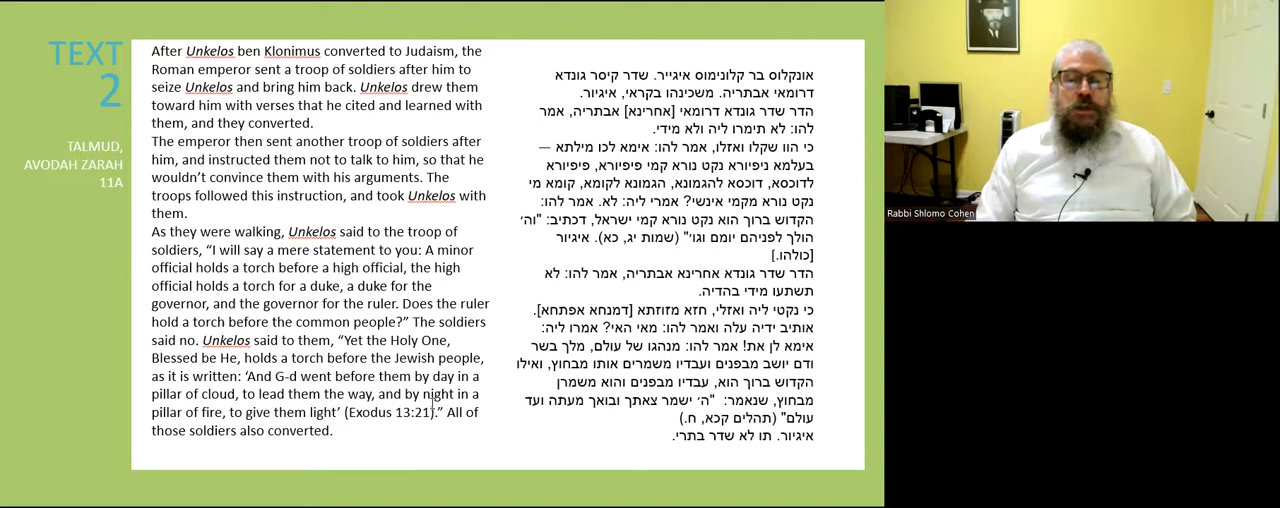 TEXT
2
TALMUD,
AVODAH ZARAH
11A
After Unkelos ben Klonimus converted to Judaism, the
Roman emperor sent a troop of soldiers after him to
seize Unkelos and bring him back. Unkelos drew them
toward him with verses that he cited and learned with
them, and they converted.
The emperor then sent another troop of soldiers after
him, and instructed them not to talk to him, so that he
wouldn’t convince them with his arguments. The
troops followed this instruction, and took Unkelos with
them.
As they were walking, Unkelos said to the troop of
soldiers, “I will say a mere statement to you: A minor
official holds a torch before a high official, the high
official holds a torch for a duke, a duke for the
governor, and the governor for the ruler. Does the ruler
hold a torch before the common people?” The soldiers
said no. Unkelos said to them, “Yet the Holy One,
Blessed be He, holds a torch before the Jewish people,
as it is written: ‘And G-d went before them by day in a
pillar of cloud, to lead them the way, and by night in a
pillar of fire, to give them light’ (Exodus 13:21).” All of
those soldiers also converted.
אונקלוס בר קלונימוס איגייר. שדר קיסר גונדא
דרומאי אבתריה. משכינהו בקראי, איגיור.
הדר שדר גונדא דרומאי [אחרינא] אבתריה, אמר
להו: לא תימרו ליה ולא מידי.
כי הוו שקלו ואזלו, אמר להו: אימא לכו מילתא —
בעלמא ניפיורא נקט נורא קמי פיפיורא, פיפיורא
לדוכסא, דוכסא להגמונא, הגמונא לקומא, קומא מי
נקט נורא מקמי אינשי? אמרי ליה: לא. אמר להו:
הקדוש ברוך הוא נקט נורא קמי ישראל, דכתיב: "וה׳
הולך לפניהם יומם וגו׳" (שמות יג, כא). איגיור
[כולהו.]
הדר שדר גונדא אחרינא אבתריה, אמר להו: לא
תשתעו מידי בהדיה.
כי נקטי ליה ואזלי, חזא מזוזתא [דמנחא אפתחא].
אותיב ידיה עלה ואמר להו: מאי האי? אמרו ליה:
אימא לן את! אמר להו: מנהגו של עולם, מלך בשר
ודם יושב מבפנים ועבדיו משמרים אותו מבחוץ, ואילו
הקדוש ברוך הוא, עבדיו מבפנים והוא משמרן
מבחוץ, שנאמר: "ה׳ ישמר צאתך ובואך מעתה ועד
עולם" (תהלים קכא, ח.)
איגיור. תו לא שדר בתרי.
Rabbi Shlomo Cohen